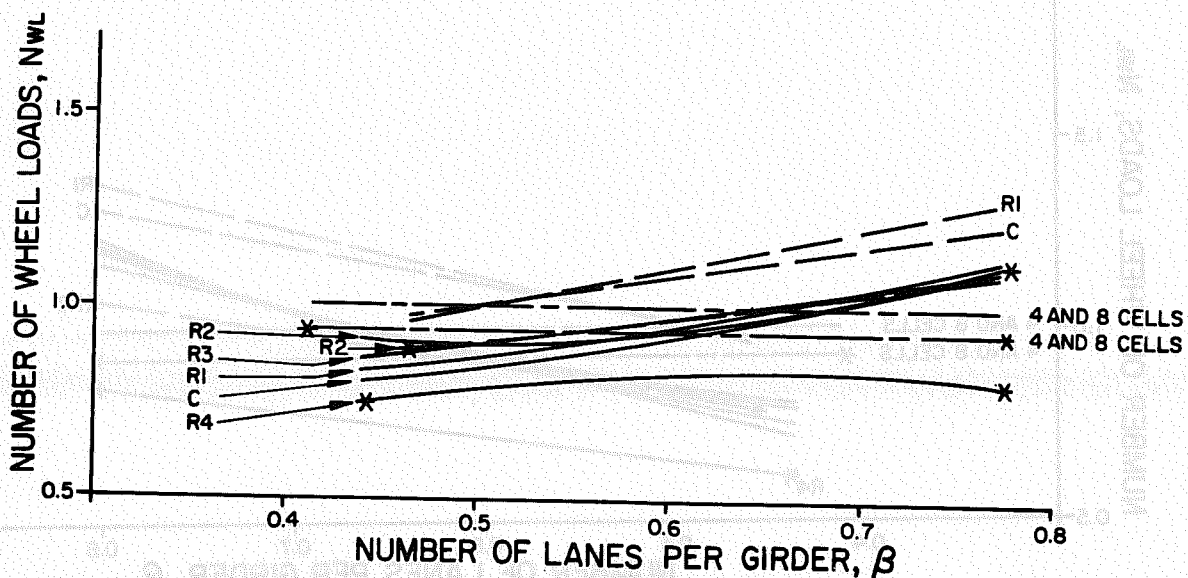 NUMBER OF WHEEL LOADS, NWL
1.5
1.0
0.5
R1
C
4 AND 8 CELLS
4 AND 8 CELLS
R2
R2
R3
R1
C
R4
0.4
0.5
0.6
0.7
0.8
NUMBER OF LANES PER GIRDER, β